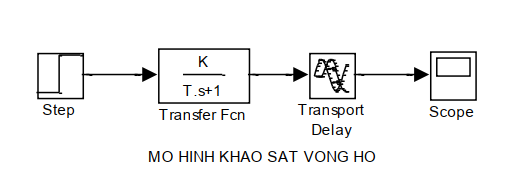 K
T.s+1
Step
Transfer Fcn
Transport
Delay
Scope
MO HINH KHAO SAT VONG HO